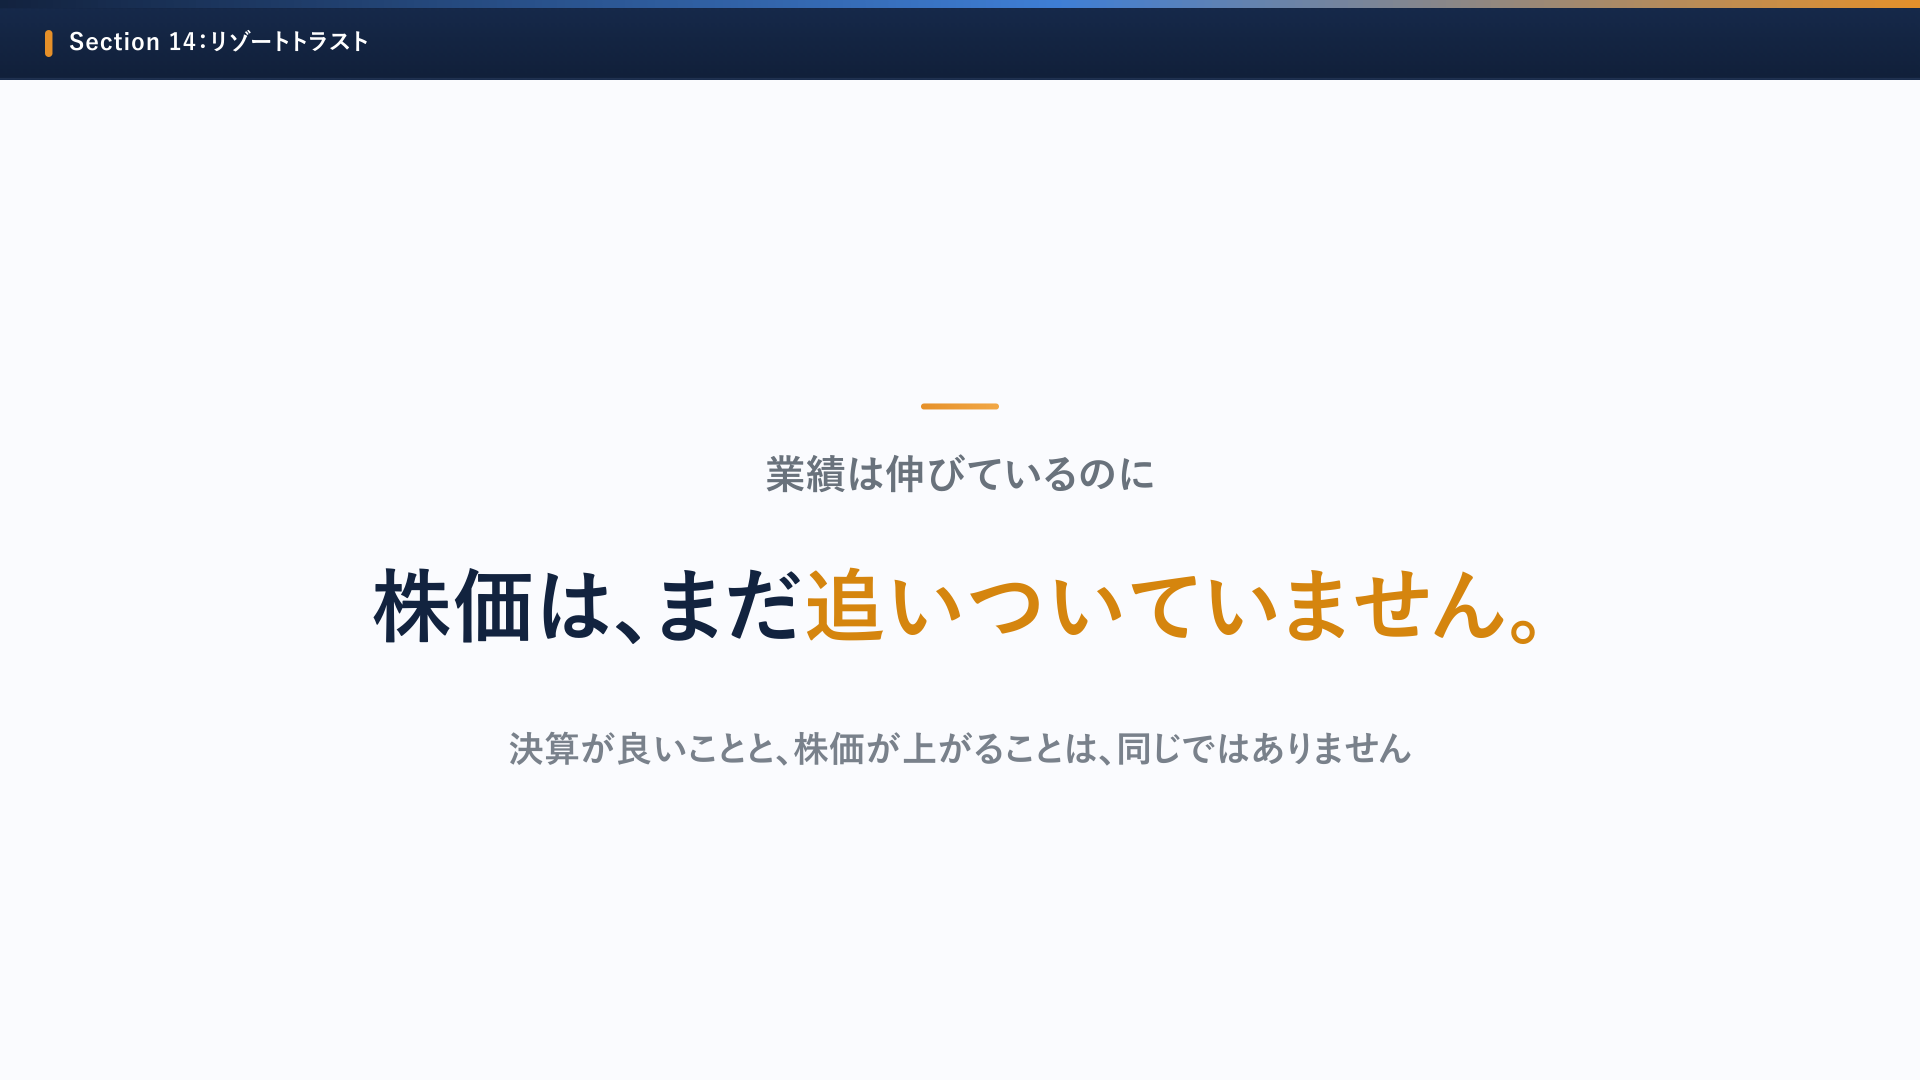 Section 14：リゾートトラスト
業績は伸びているのに
株価は、まだ追いついていません。
決算が良いことと、株価が上がることは、同じではありません